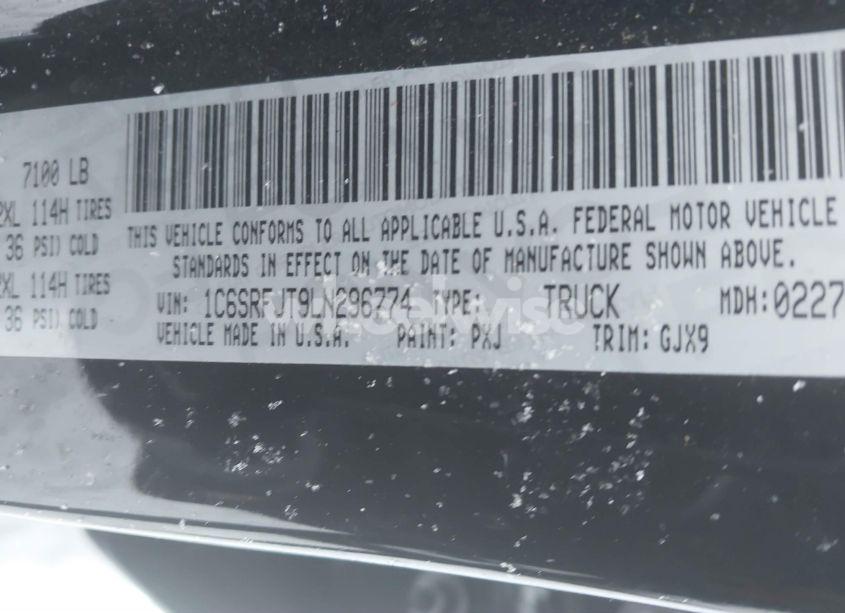 7100 LB
2XL 114H TIRES
36 PSI) COLD
2XL 114H TIRES
36 PSI) COLD
THIS VEHICLE CONFORMS TO ALL APPLICABLE U.S.A. FEDERAL MOTOR VEHICLE
STANDARDS IN EFFECT ON THE DATE OF MANUFACTURE SHOWN ABOVE.
VIN: 1C6SRFJT9LN296774 TYPE: TRUCK MDH:0227
VEHICLE MADE IN U.S.A. PAINT: PXJ TRIM: GJX9